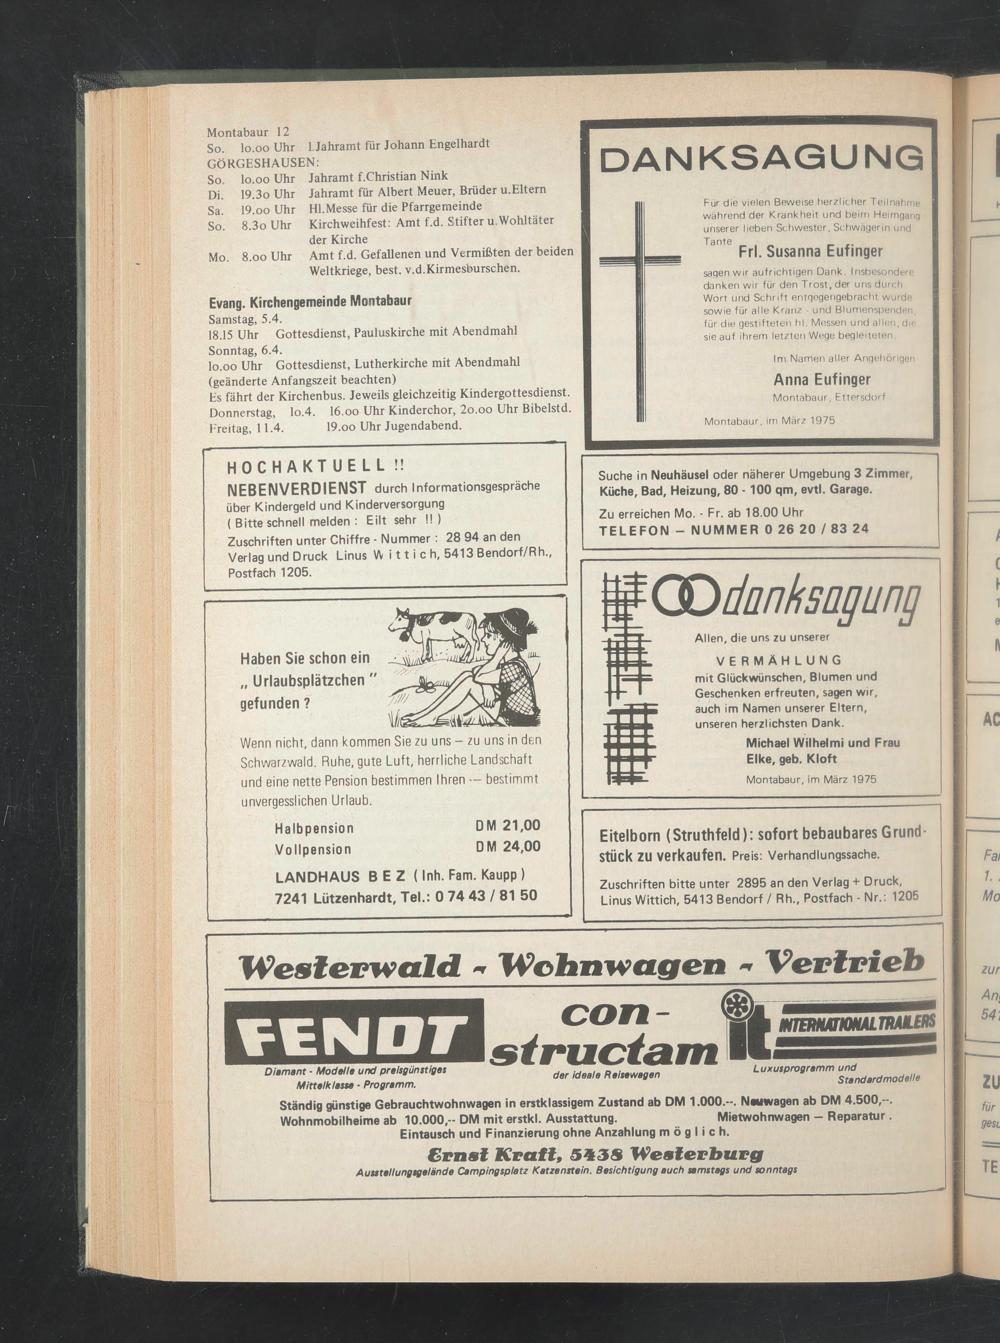 Montabaur 12
So. lo.oo Uhr 1.Jahramt für Johann Engelhardt
GÖRGESHAUSEN:
So. lo.oo Uhr Jahramt f.Christian Nink
Di. 19.3o Uhr Jahramt für Albert Meuer, Brüder u.Eltern
Sa. 19.oo Uhr Hl.Messe für die Pfarrgemeinde
So. 8.3o Uhr Kirchweihfest: Amt f.d. Stifter u.Wohltäter
der Kirche
Mo. 8.oo Uhr Amt f.d. Gefallenen und Vermißten der beiden
Weltkriege, best. v.d.Kirmesburschen.
Evang. Kirchengemeinde Montabaur
Samstag, 5.4.
18.15 Uhr Gottesdienst, Pauluskirche mit Abendmahl
Sonntag, 6.4.
lo.oo Uhr Gottesdienst, Lutherkirche mit Abendmahl
(geänderte Anfangszeit beachten)
Es fährt der Kirchenbus. Jeweils gleichzeitig Kindergottesdienst.
Donnerstag, lo.4. 16.oo Uhr Kinderchor, 2o.oo Uhr Bibelstd.
Freitag, 11.4. 19.oo Uhr Jugendabend.
HOCHAKTUELL !!
NEBENVERDIENST durch Informationsgespräche
über Kindergeld und Kinderversorgung
( Bitte schnell melden : Eilt sehr !! )
Zuschriften unter Chiffre - Nummer : 28 94 an den
Verlag und Druck Linus W i t t i c h, 5413 Bendorf/Rh.,
Postfach 1205.
Haben Sie schon ein
„ Urlaubsplätzchen ”
gefunden ?
Wenn nicht, dann kommen Sie zu uns – zu uns in den
Schwarzwald. Ruhe, gute Luft, herrliche Landschaft
und eine nette Pension bestimmen Ihren -– bestimmt
unvergesslichen Urlaub.
Halbpension DM 21,00
Vollpension DM 24,00
LANDHAUS B E Z ( Inh. Fam. Kaupp )
7241 Lützenhardt, Tel.: 0 74 43 / 81 50
DANKSAGUNG
Für die vielen Beweise herzlicher Teilnahme
während der Krankheit und beim Heimgang
unserer lieben Schwester, Schwägerin und
Tante
Frl. Susanna Eufinger
sagen wir aufrichtigen Dank. Insbesondere
danken wir für den Trost, der uns durch
Wort und Schrift entgegengebracht wurde
sowie für alle Kranz - und Blumenspenden,
für die gestifteten hl. Messen und allen, die
sie auf ihrem letzten Wege begleiteten.
Im Namen aller Angehörigen
Anna Eufinger
Montabaur, Ettersdorf
Montabaur, im März 1975
Suche in Neuhäusel oder näherer Umgebung 3 Zimmer,
Küche, Bad, Heizung, 80 - 100 qm, evtl. Garage.
Zu erreichen Mo. - Fr. ab 18.00 Uhr
TELEFON – NUMMER 0 26 20 / 83 24
danksagung
Allen, die uns zu unserer
VERMÄHLUNG
mit Glückwünschen, Blumen und
Geschenken erfreuten, sagen wir,
auch im Namen unserer Eltern,
unseren herzlichsten Dank.
Michael Wilhelmi und Frau
Elke, geb. Kloft
Montabaur, im März 1975
Eitelborn (Struthfeld): sofort bebaubares Grund-
stück zu verkaufen. Preis: Verhandlungssache.
Zuschriften bitte unter 2895 an den Verlag + Druck,
Linus Wittich, 5413 Bendorf / Rh., Postfach - Nr.: 1205
Westerwald - Wohnwagen - Vertrieb
FENDT
Diamant - Modelle und preisgünstiges
Mittelklasse - Programm.
con-
structam
der ideale Reisewagen
it INTERNATIONAL TRAILERS
Luxusprogramm und
Standardmodelle
Ständig günstige Gebrauchtwohnwagen in erstklassigem Zustand ab DM 1.000.--. Neuwagen ab DM 4.500,--.
Wohnmobilheime ab 10.000,-- DM mit erstkl. Ausstattung. Mietwohnwagen – Reparatur .
Eintausch und Finanzierung ohne Anzahlung m ö g l i c h.
Ernst Kraft, 5438 Westerburg
Ausstellungsgelände Campingsplatz Katzenstein. Besichtigung auch samstags und sonntags